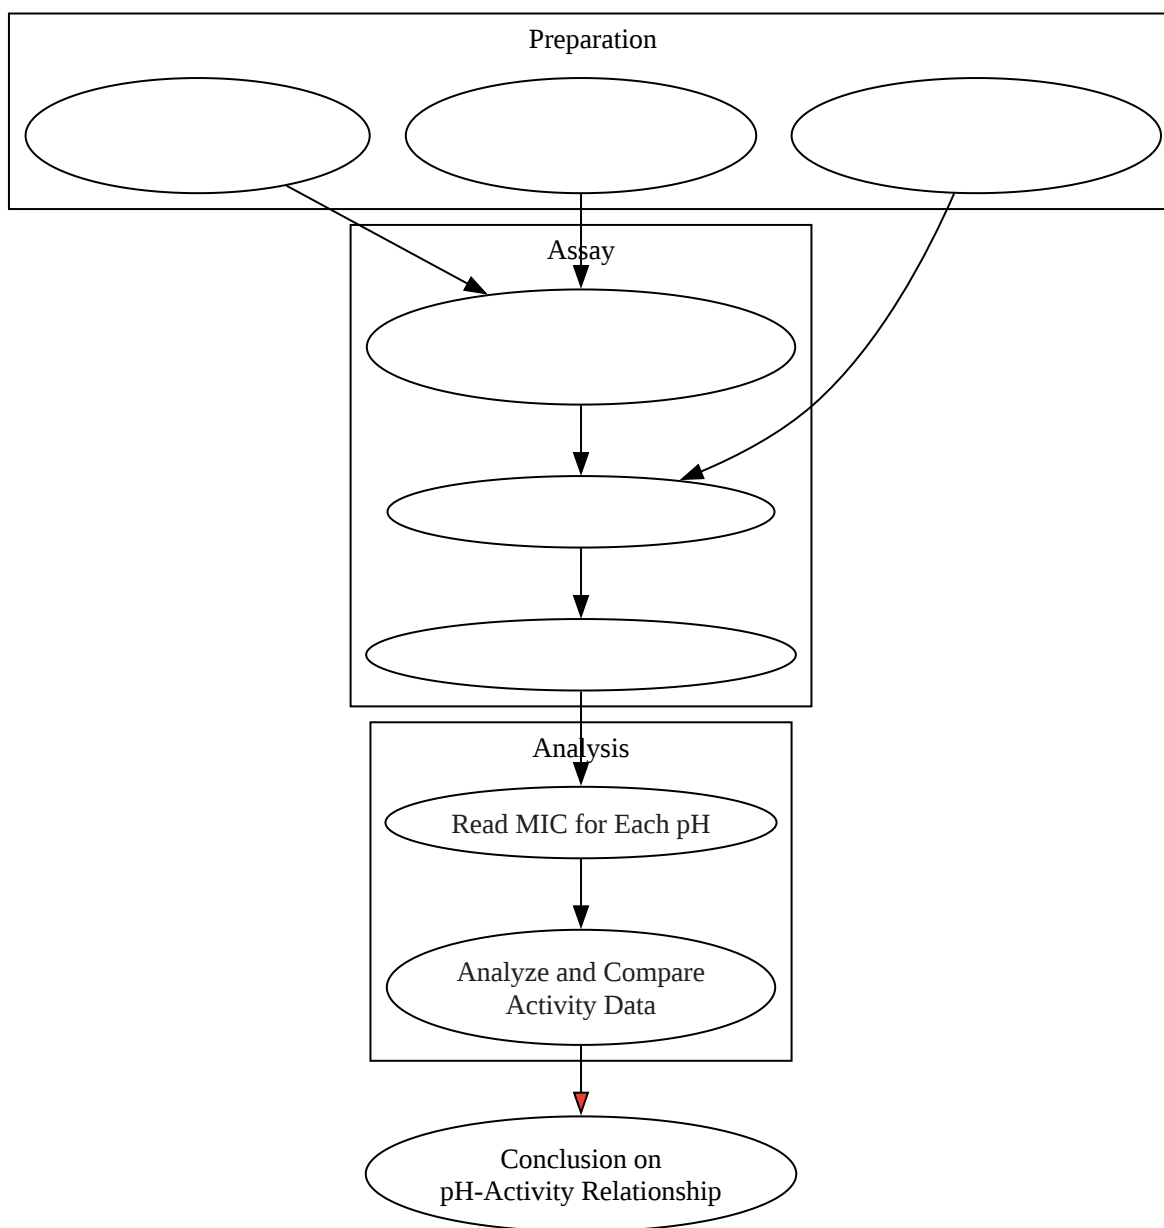 Preparation
Assay
Analysis
Read MIC for Each pH
Analyze and Compare
Activity Data
Conclusion on
pH-Activity Relationship